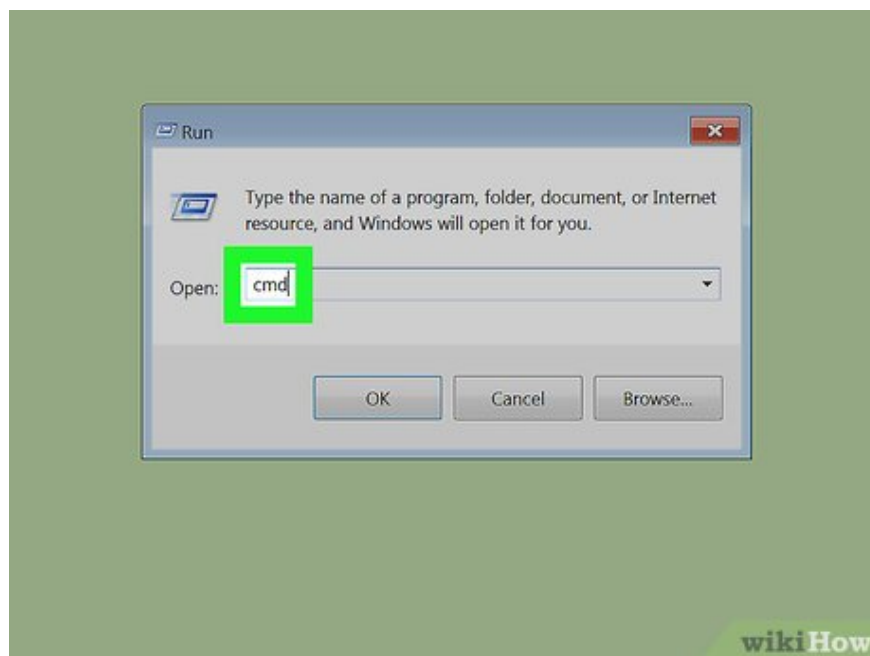 Run
Type the name of a program, folder, document, or Internet
resource, and Windows will open it for you.
Open: cmd
OK Cancel Browse...
wikiHow